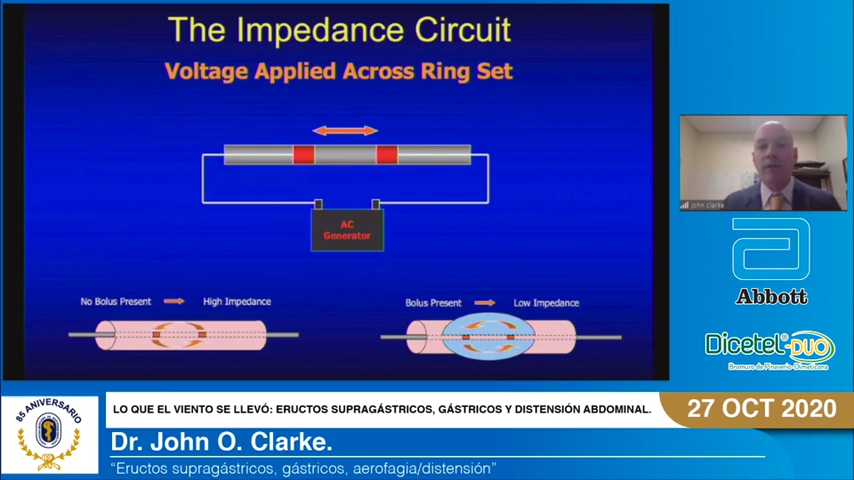 The Impedance Circuit
Voltage Applied Across Ring Set
AC
Generator
No Bolus Present
High Impedance
Bolus Present
Low Impedance
john clarke
Abbott
Dicetel®-DUO
Bromuro de Pinaverio-Dimeticona
85 ANIVERSARIO
LO QUE EL VIENTO SE LLEVÓ: ERUCTOS SUPRAGÁSTRICOS, GÁSTRICOS Y DISTENSIÓN ABDOMINAL.
27 OCT 2020
Dr. John O. Clarke.
“Eructos supragástricos, gástricos, aerofagia/distensión”